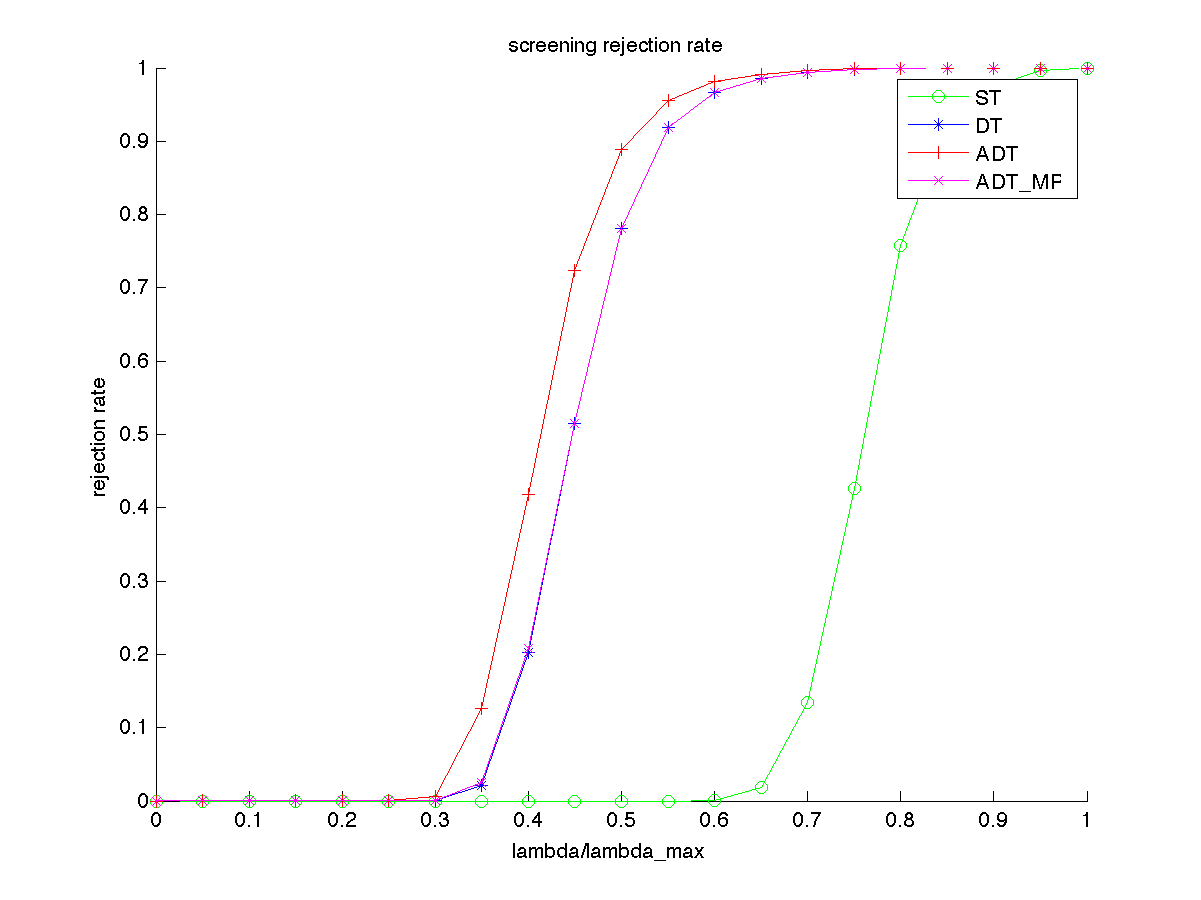 screening rejection rate
1
0.9
0.8
0.7
0.6
0.5
0.4
0.3
0.2
0.1
0
rejection rate
ST
DT
ADT
ADT_MP
0 0.1 0.2 0.3 0.4 0.5 0.6 0.7 0.8 0.9 1
lambda/lambda_max